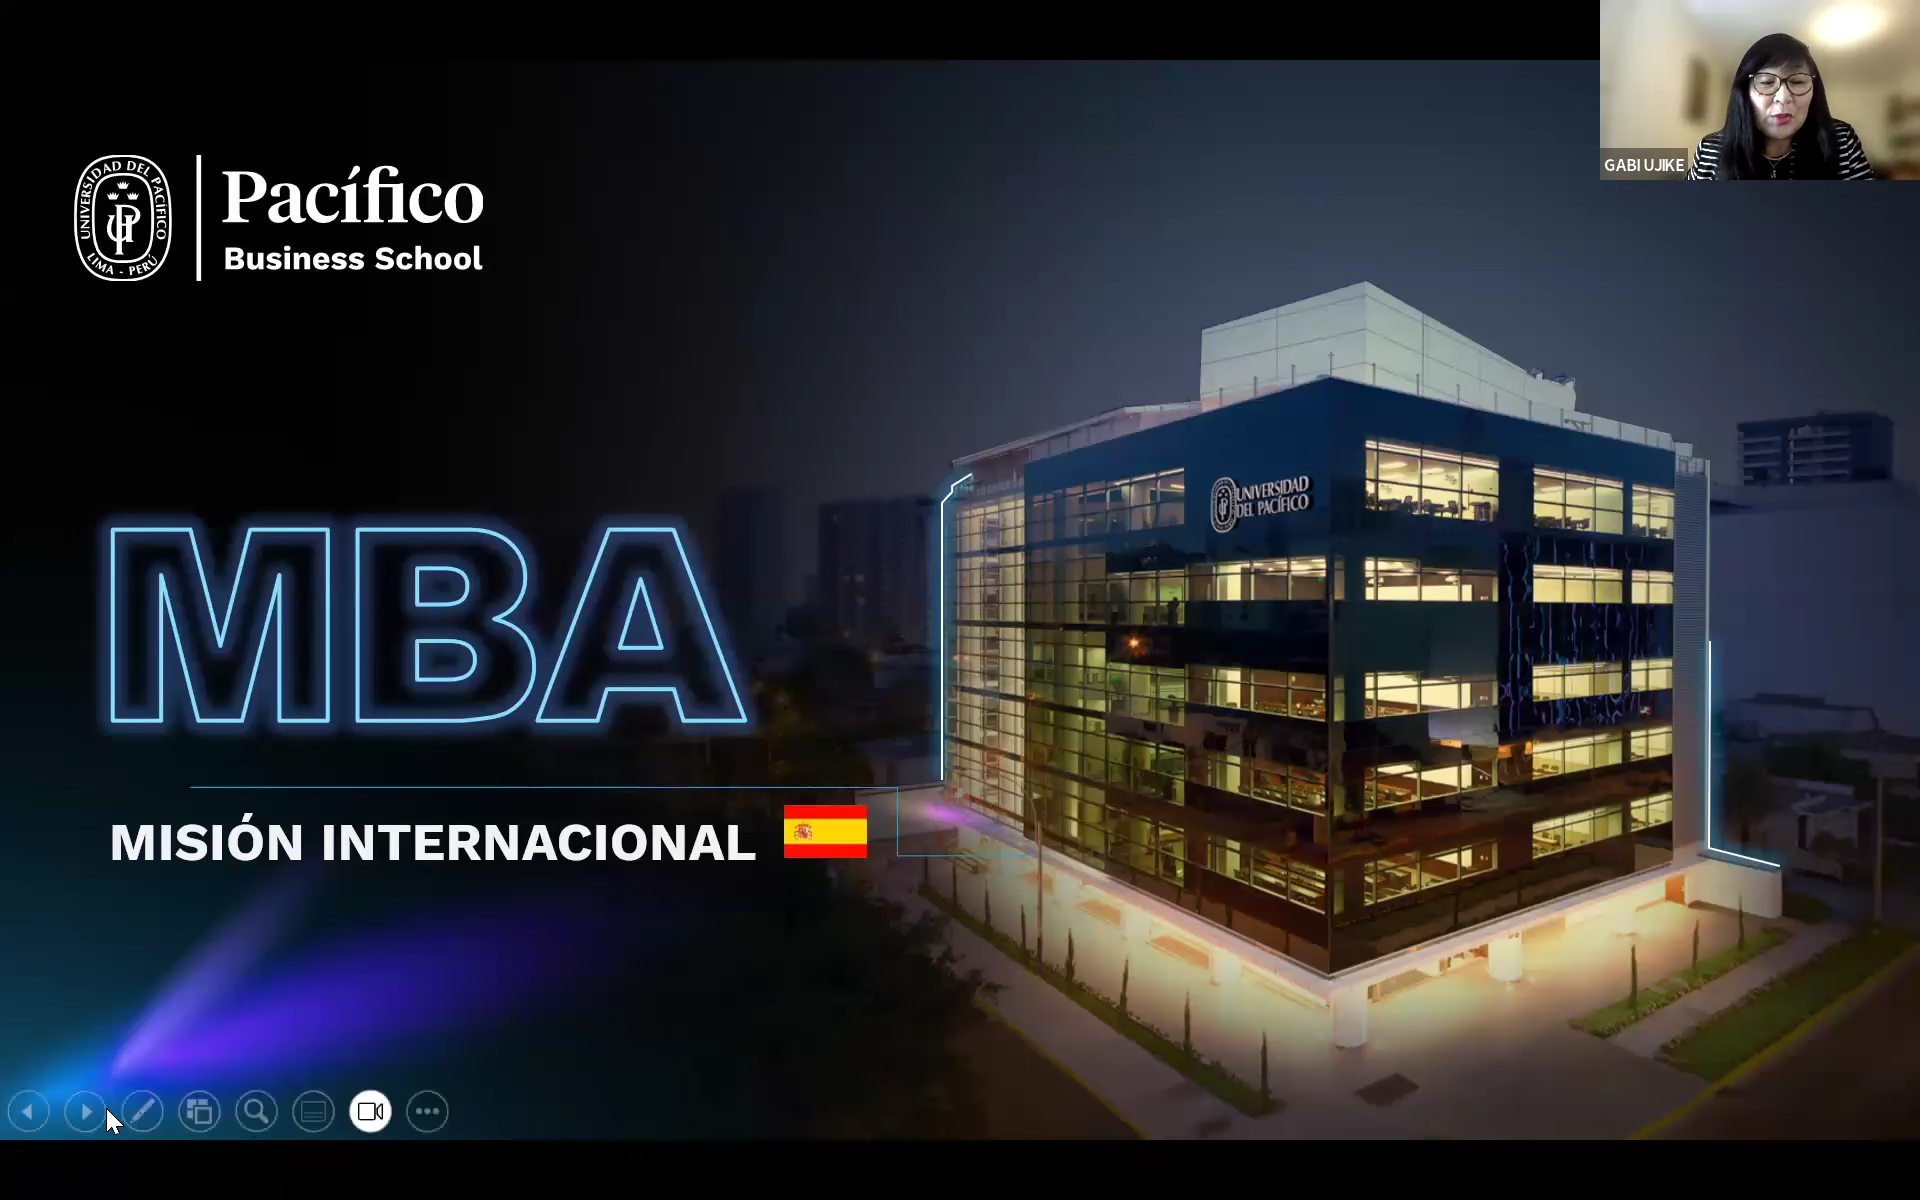 UNIVERSIDAD DEL PACÍFICO
LIMA - PERÚ
Pacífico
Business School
GABI UJIKE
UNIVERSIDAD
DEL PACÍFICO
MBA
MISIÓN INTERNACIONAL